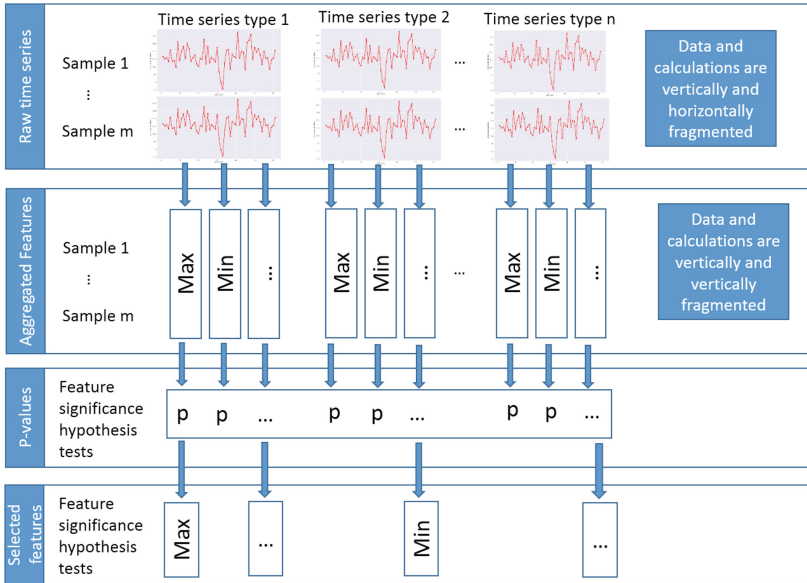 Raw time series
Time series type 1
Time series type 2
Time series type n
Sample 1
...
Sample m
...
...
Data and
calculations are
vertically and
horizontally
fragmented
Aggregated Features
Sample 1
...
Sample m
Max
Min
...
Max
Min
...
...
Max
Min
...
Data and
calculations are
vertically and
vertically
fragmented
P-values
Feature
significance
hypothesis
tests
p p ... p p ... p p ...
Selected
features
Feature
significance
hypothesis
tests
Max
...
Min
...